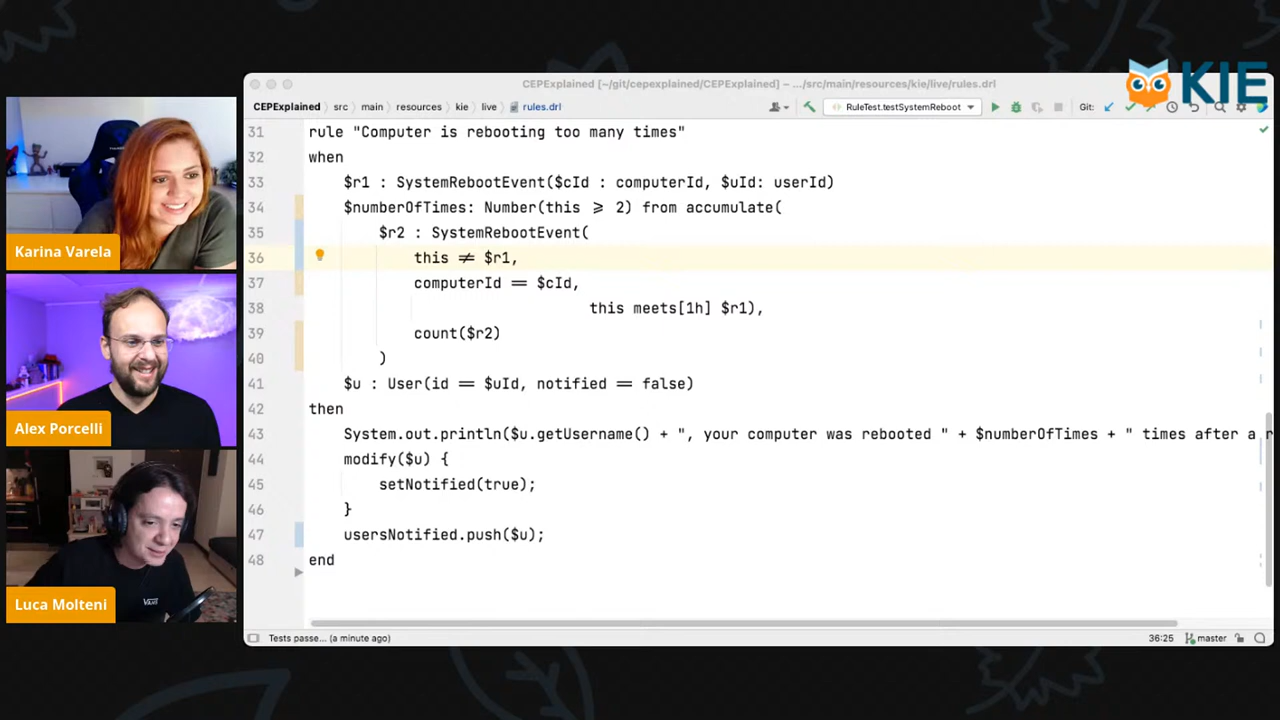 KIE
CEPExplained [~/git/cepexplained/CEPExplained] – .../src/main/resources/kie/live/rules.drl
CEPExplained src main resources kie live rules.drl RuleTest.testSystemReboot Git:
31 rule "Computer is rebooting too many times"
32 when
33 $r1 : SystemRebootEvent($cId : computerId, $uId: userId)
34 $numberOfTimes: Number(this ⩾ 2) from accumulate(
35 $r2 : SystemRebootEvent(
36 this ≠ $r1,
37 computerId == $cId,
38 this meets[1h] $r1),
39 count($r2)
40 )
41 $u : User(id == $uId, notified == false)
42 then
43 System.out.println($u.getUsername() + ", your computer was rebooted " + $numberOfTimes + " times after a r
44 modify($u) {
45 setNotified(true);
46 }
47 usersNotified.push($u);
48 end
Tests passe... (a minute ago) 36:25 master
Karina Varela
Alex Porcelli
Luca Molteni
VANS